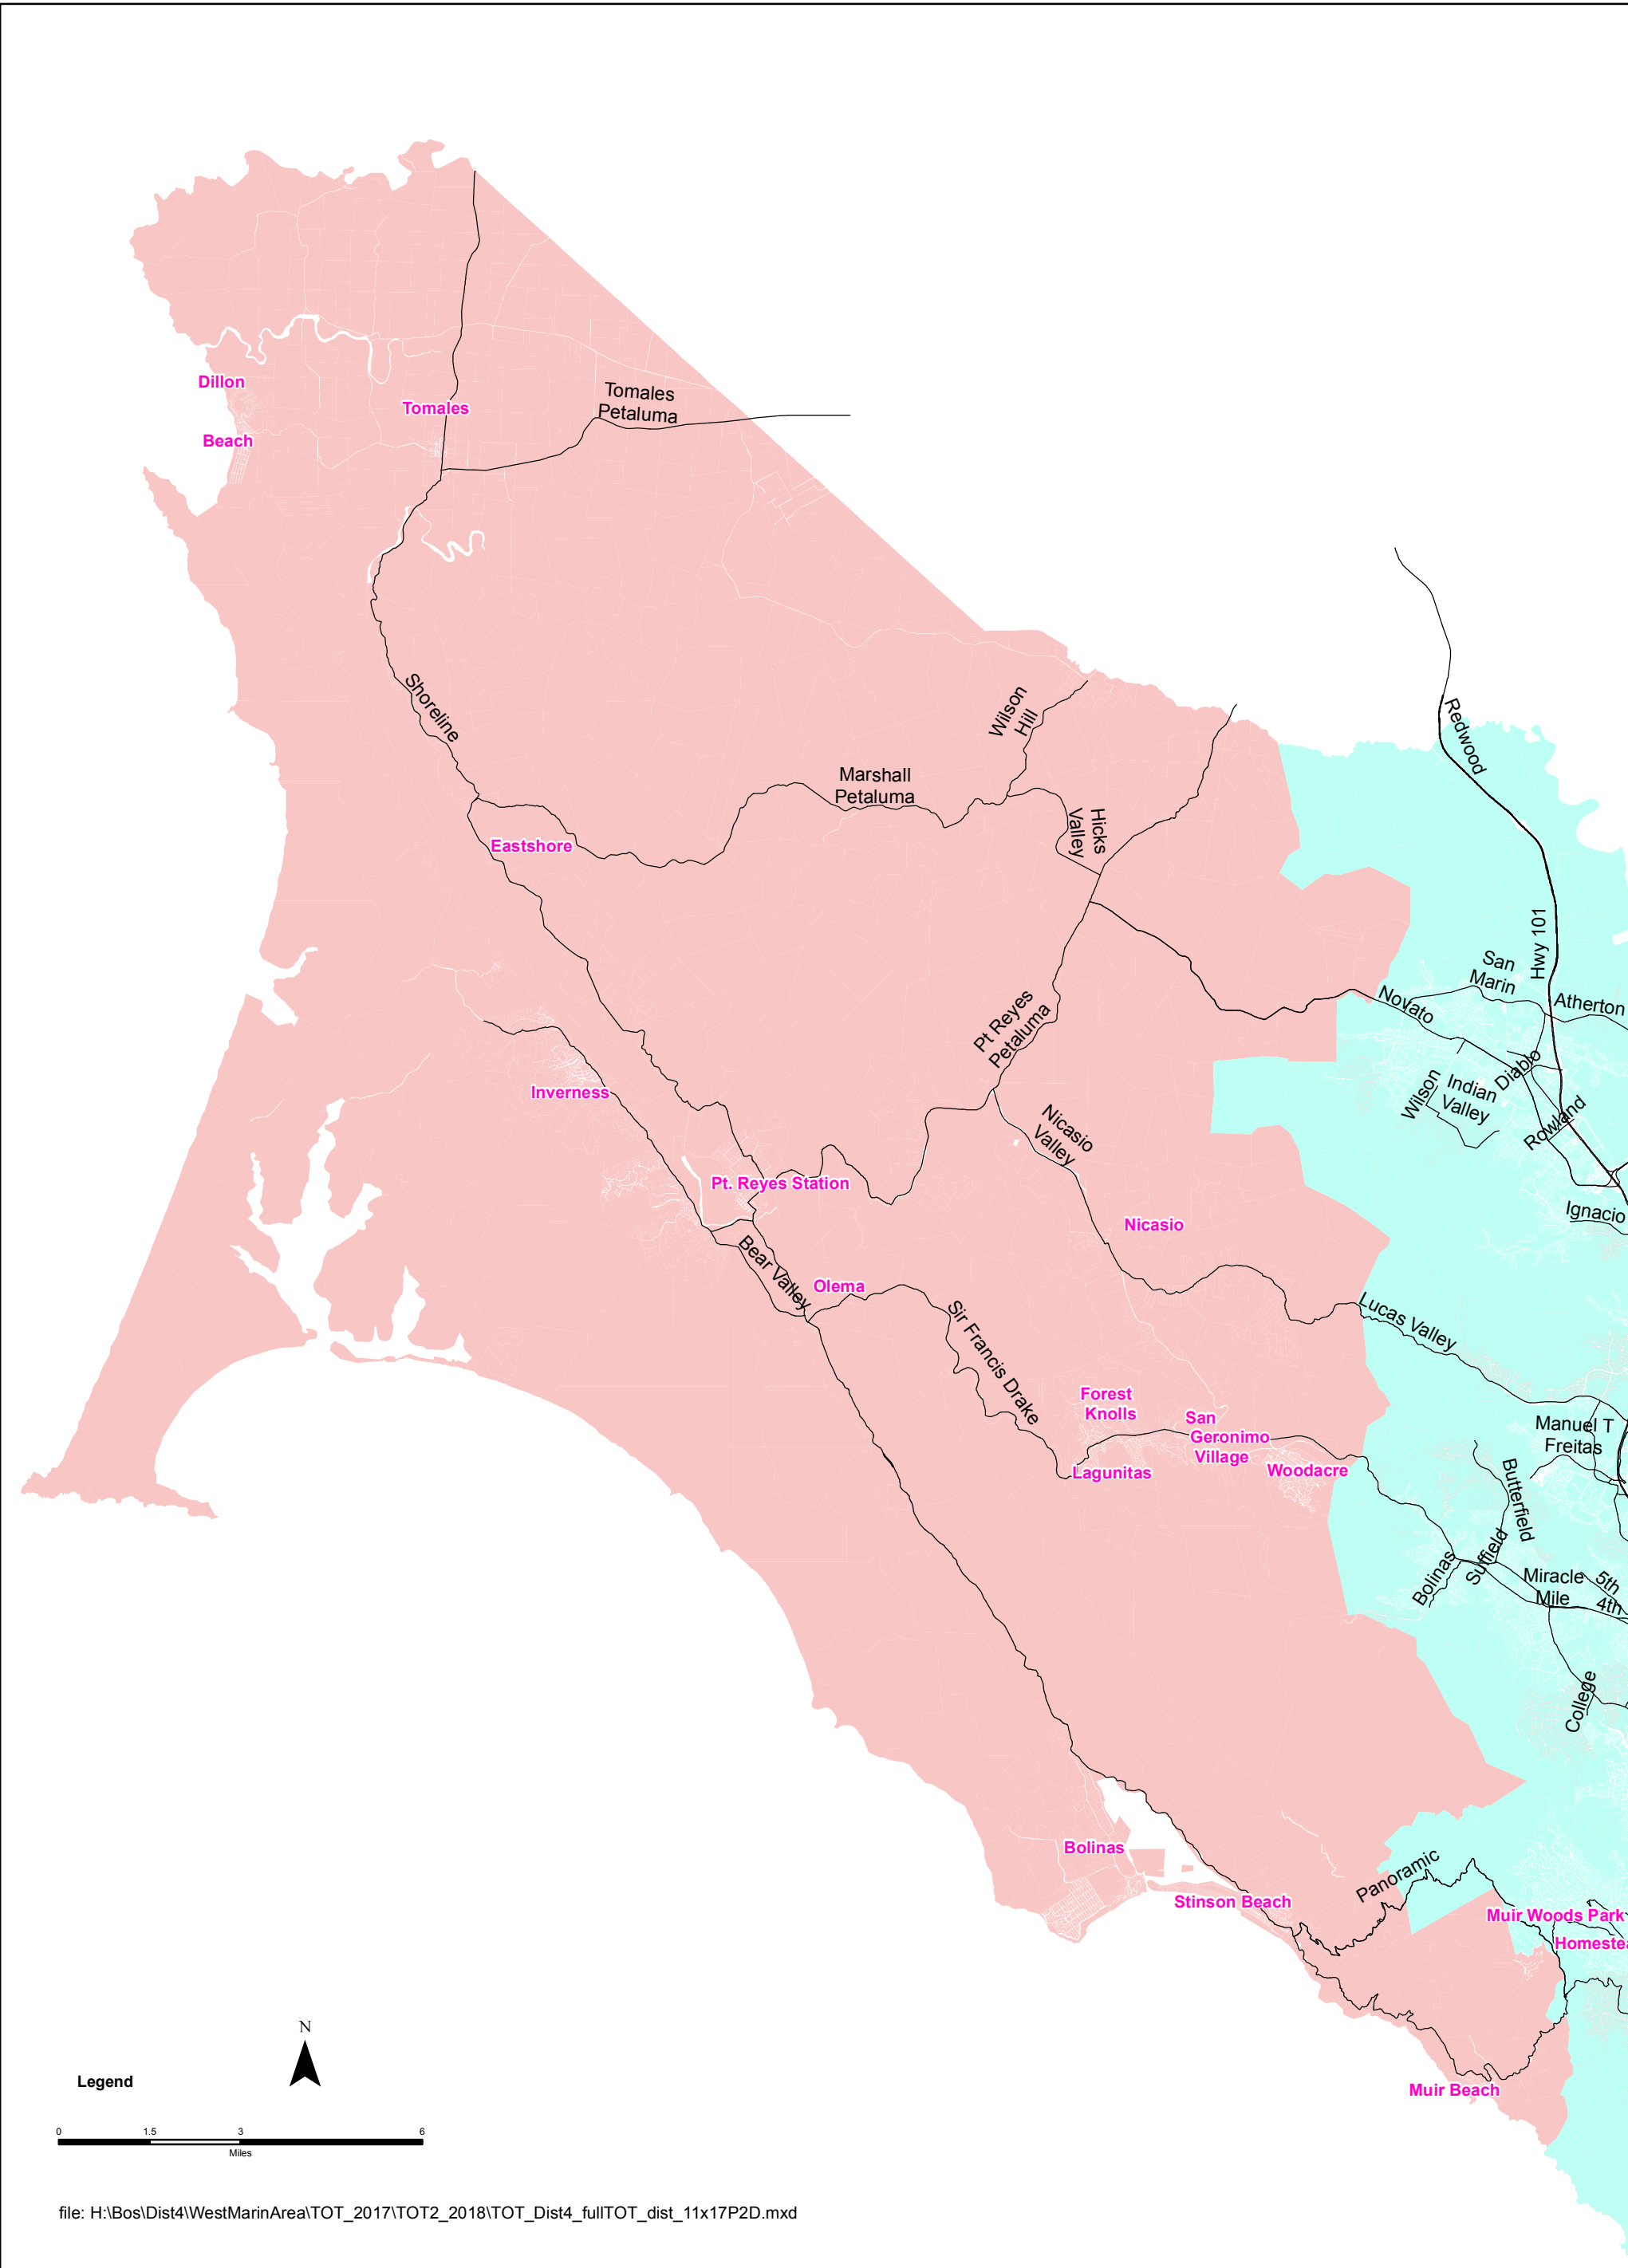 Dillon
Beach
Tomales
Tomales
Petaluma
Shoreline
Wilson
Hill
Redwood
Marshall
Petaluma
Hicks
Valley
Eastshore
Hwy 101
San
Marin
Atherton
Novato
Pt Reyes
Petaluma
Diablo
Wilson
Indian
Valley
Rowland
Inverness
Nicasio
Valley
Pt. Reyes Station
Ignacio
Nicasio
Bear Valley
Olema
Lucas Valley
Sir Francis Drake
Forest
Knolls
San
Geronimo
Village
Manuel T
Freitas
Lagunitas
Woodacre
Butterfield
Suffield
Bolinas
Miracle
Mile
5th
4th
College
Bolinas
Panoramic
Stinson Beach
Muir Woods Park
Homestea
Muir Beach
N
Legend
0 1.5 3 6
Miles
file: H:\Bos\Dist4\WestMarinArea\TOT_2017\TOT2_2018\TOT_Dist4_fullTOT_dist_11x17P2D.mxd